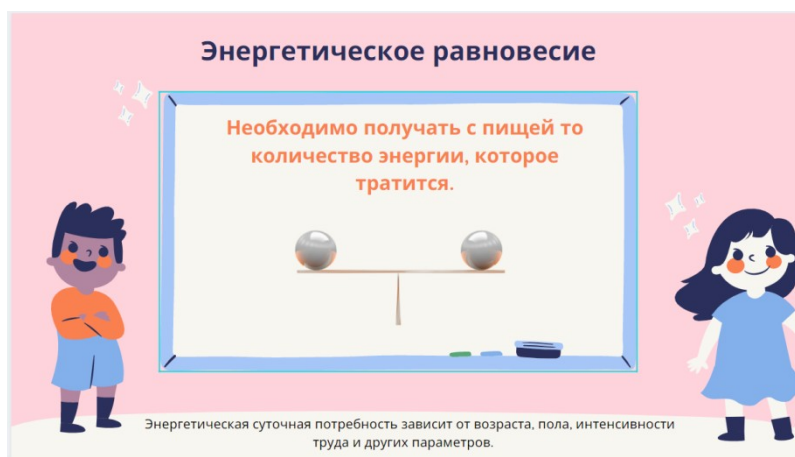 Энергетическое равновесие
Необходимо получать с пищей то
количество энергии, которое
тратится.
Энергетическая суточная потребность зависит от возраста, пола, интенсивности
труда и других параметров.